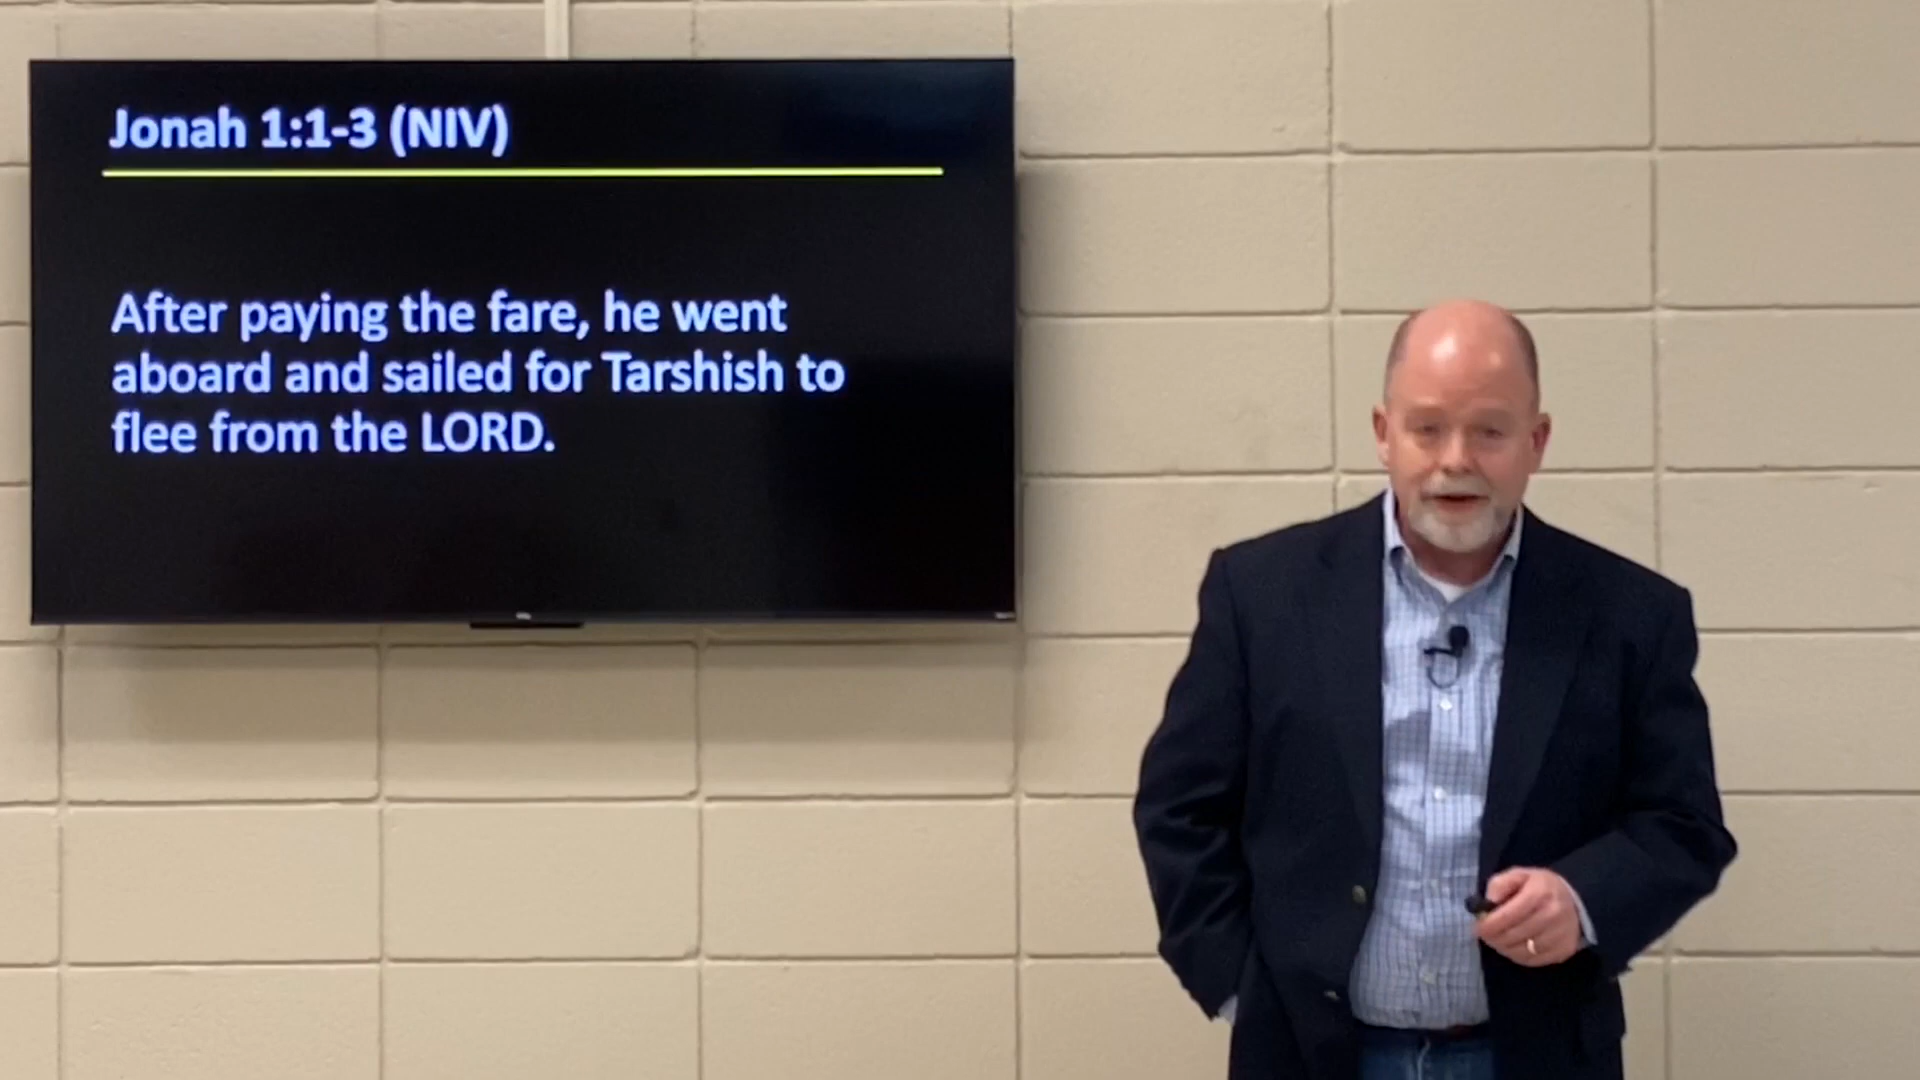 Jonah 1:1-3 (NIV)
After paying the fare, he went
aboard and sailed for Tarshish to
flee from the LORD.